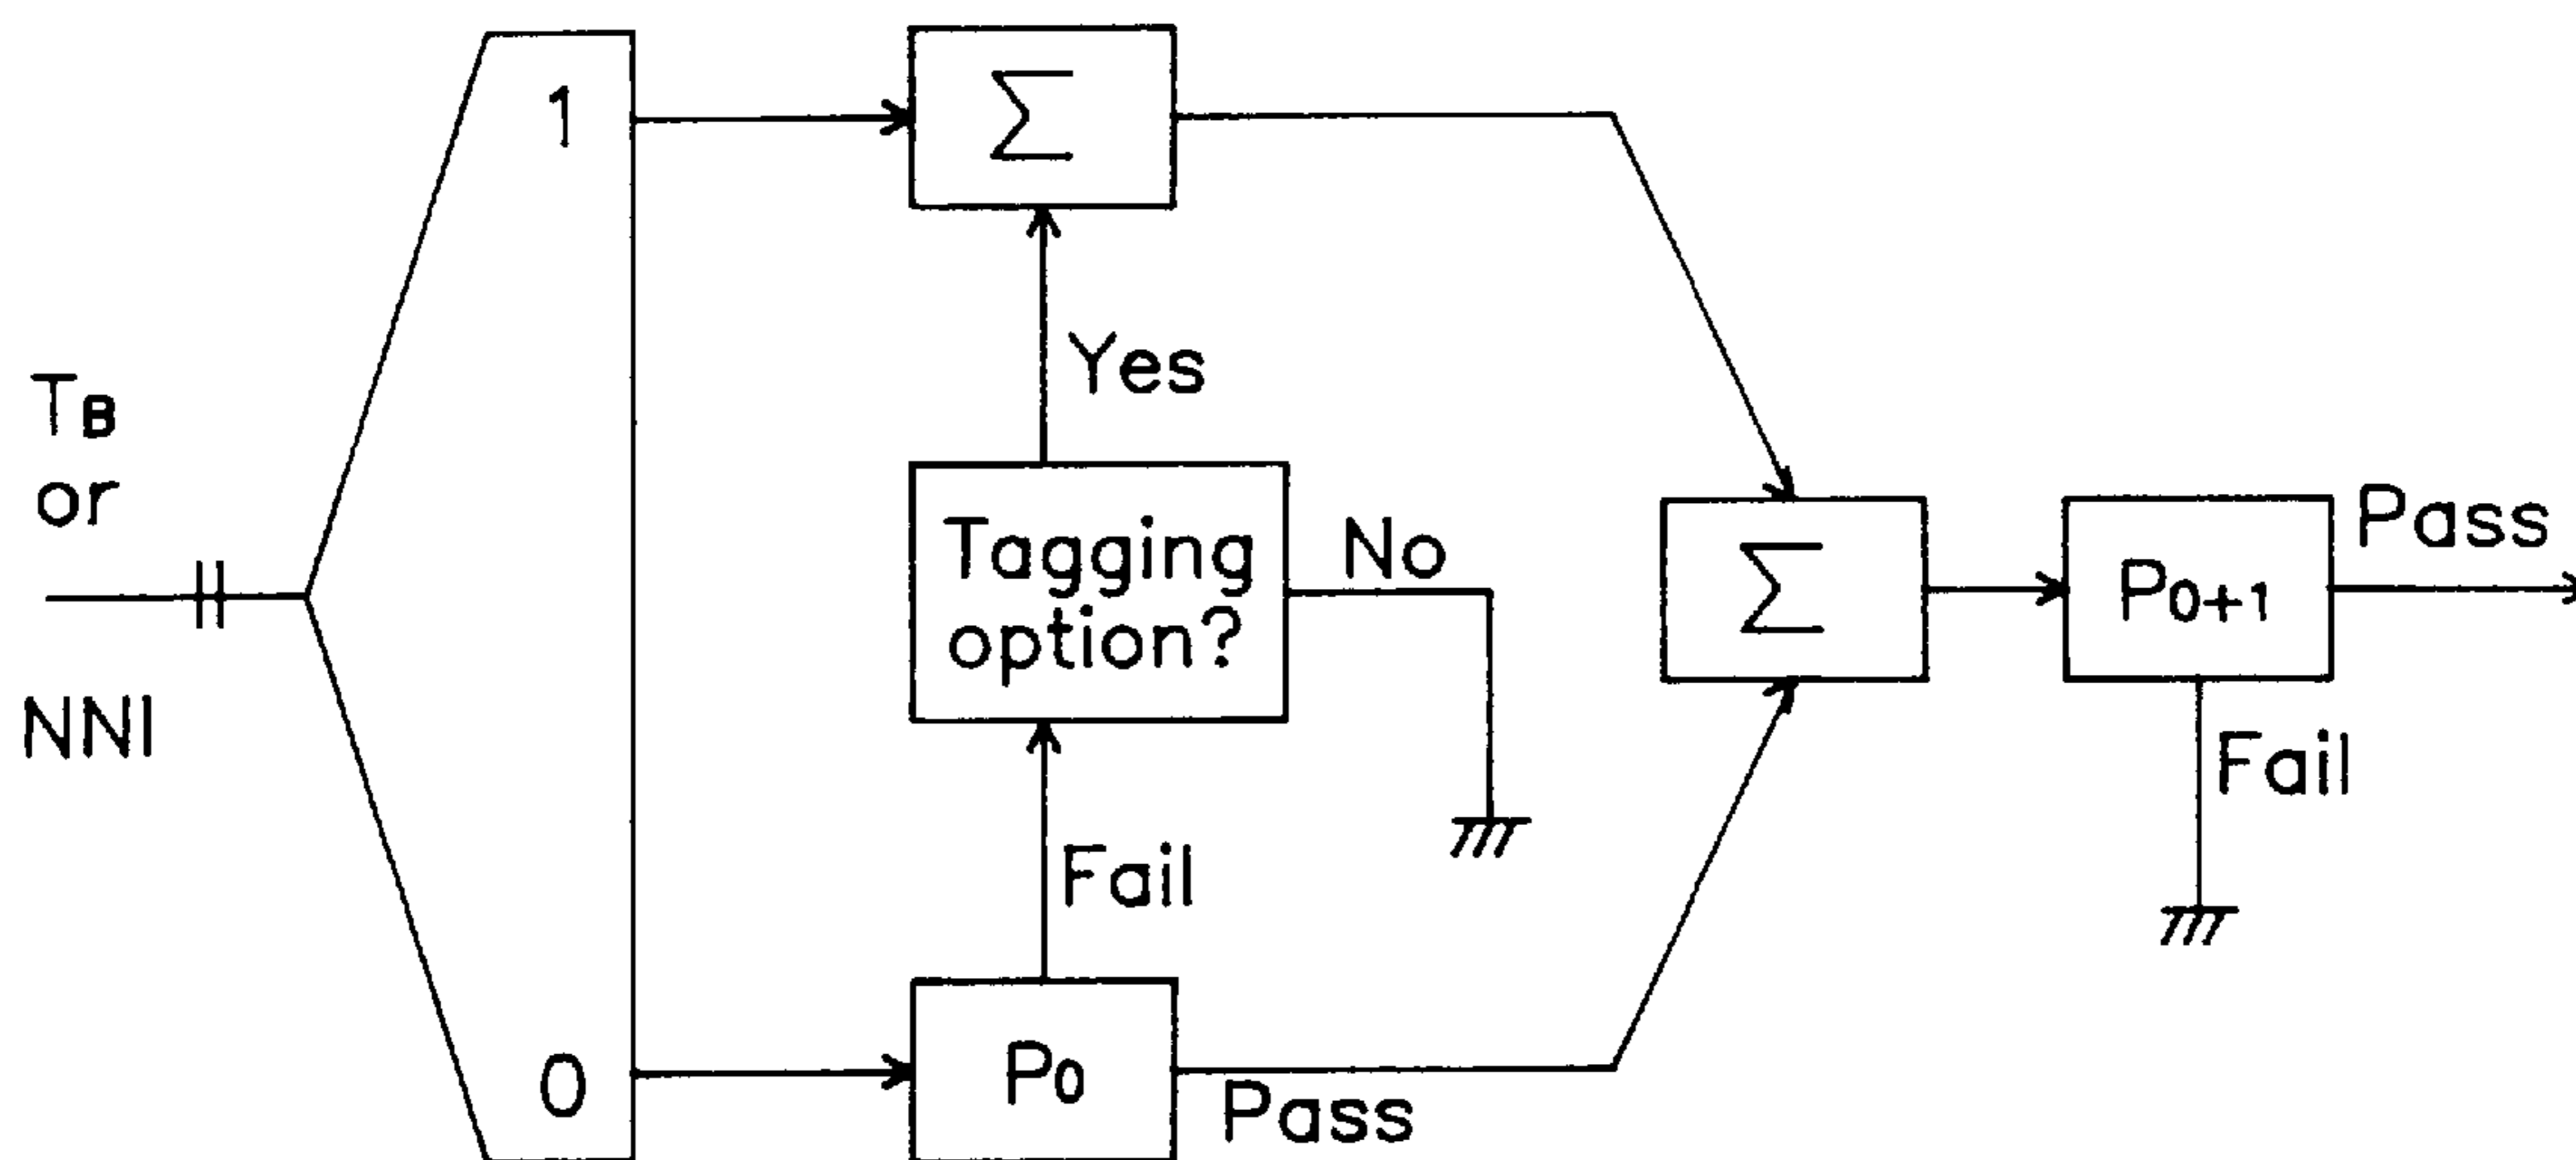 1
Σ
Yes
TB
or
NNI
Tagging
option?
No
Σ
P0+1
Pass
Fail
Fail
0
P0
Pass